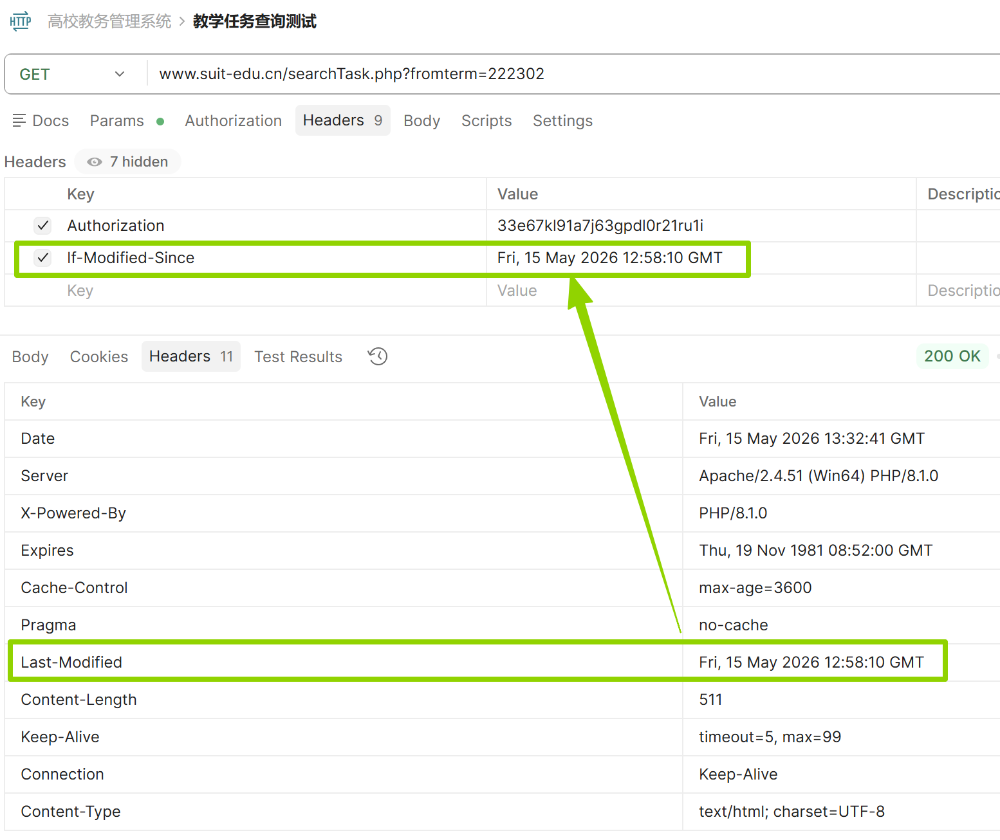 HTTP 高校教务管理系统 > 教学任务查询测试
GET www.suit-edu.cn/searchTask.php?fromterm=222302
Docs Params Authorization Headers 9 Body Scripts Settings
Headers 7 hidden
Key Value Descriptio
Authorization 33e67kl91a7j63gpdl0r21ru1i
If-Modified-Since Fri, 15 May 2026 12:58:10 GMT
Key Value Descriptio
Body Cookies Headers 11 Test Results 200 OK
Key Value
Date Fri, 15 May 2026 13:32:41 GMT
Server Apache/2.4.51 (Win64) PHP/8.1.0
X-Powered-By PHP/8.1.0
Expires Thu, 19 Nov 1981 08:52:00 GMT
Cache-Control max-age=3600
Pragma no-cache
Last-Modified Fri, 15 May 2026 12:58:10 GMT
Content-Length 511
Keep-Alive timeout=5, max=99
Connection Keep-Alive
Content-Type text/html; charset=UTF-8